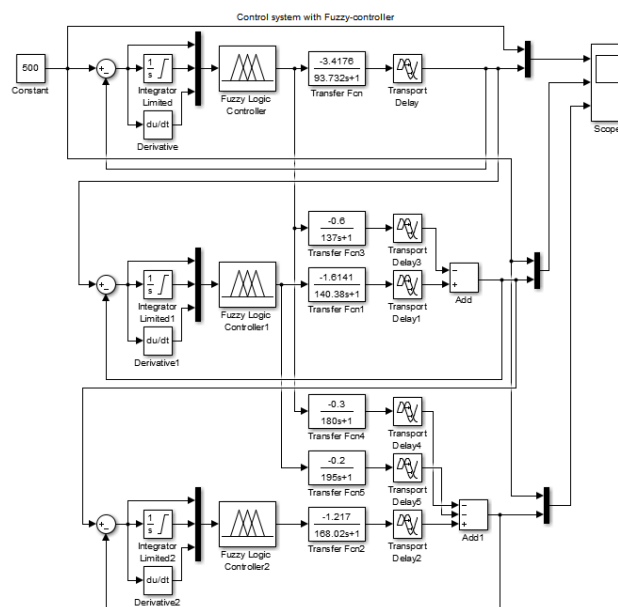 Control system with Fuzzy-controller
500
Constant
+
−
1
s
Integrator
Limited
du/dt
Derivative
Fuzzy Logic
Controller
-3.4176
93.732s+1
Transfer Fcn
Transport
Delay
Scope
-0.6
137s+1
Transfer Fcn3
Transport
Delay3
+
−
1
s
Integrator
Limited1
du/dt
Derivative1
Fuzzy Logic
Controller1
-1.6141
140.38s+1
Transfer Fcn1
Transport
Delay1
−
+
Add
-0.3
180s+1
Transfer Fcn4
Transport
Delay4
-0.2
195s+1
Transfer Fcn5
Transport
Delay5
+
−
1
s
Integrator
Limited2
du/dt
Derivative2
Fuzzy Logic
Controller2
-1.217
168.02s+1
Transfer Fcn2
Transport
Delay2
−
−
+
Add1